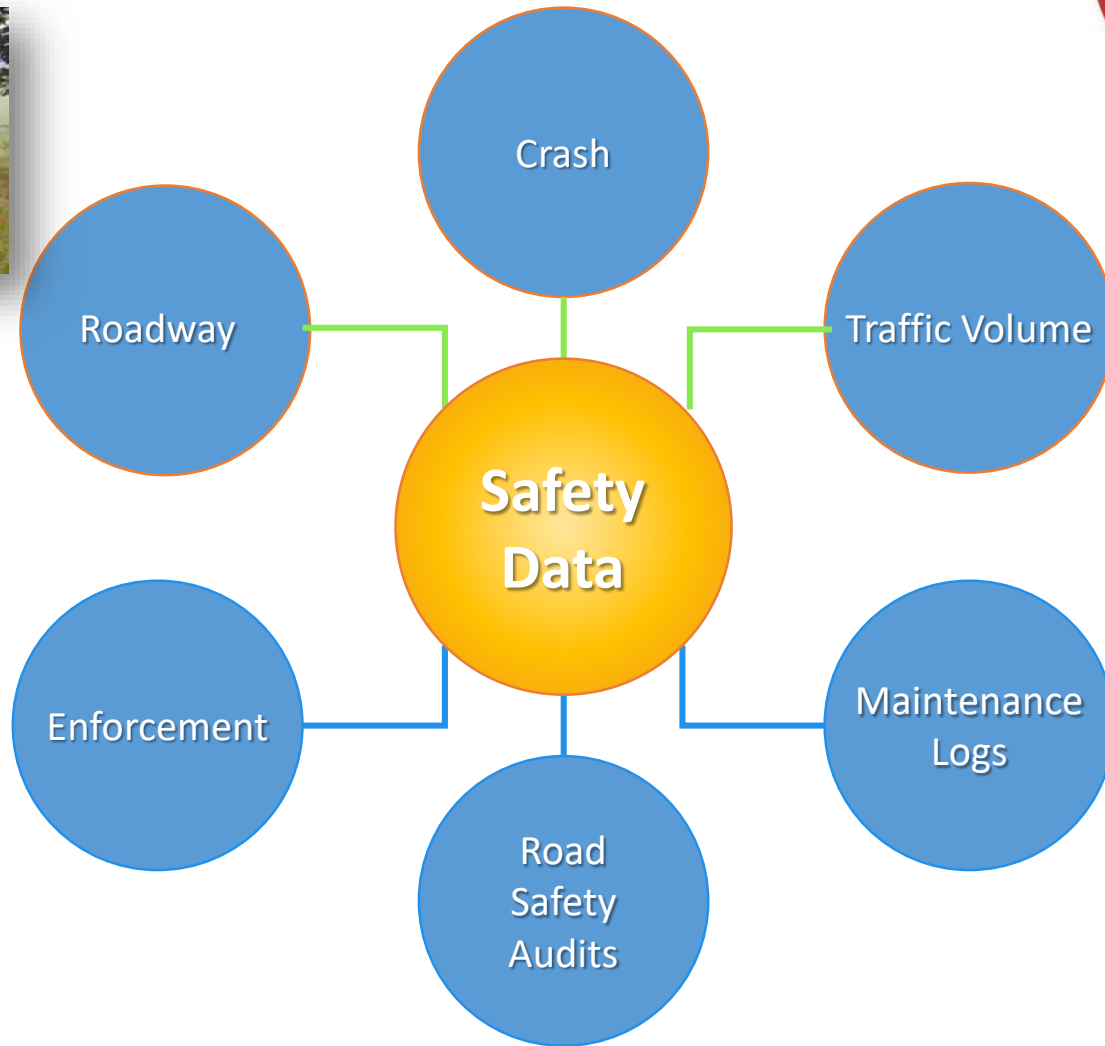 Crash
Roadway
Traffic Volume
Safety
Data
Enforcement
Maintenance
Logs
Road
Safety
Audits